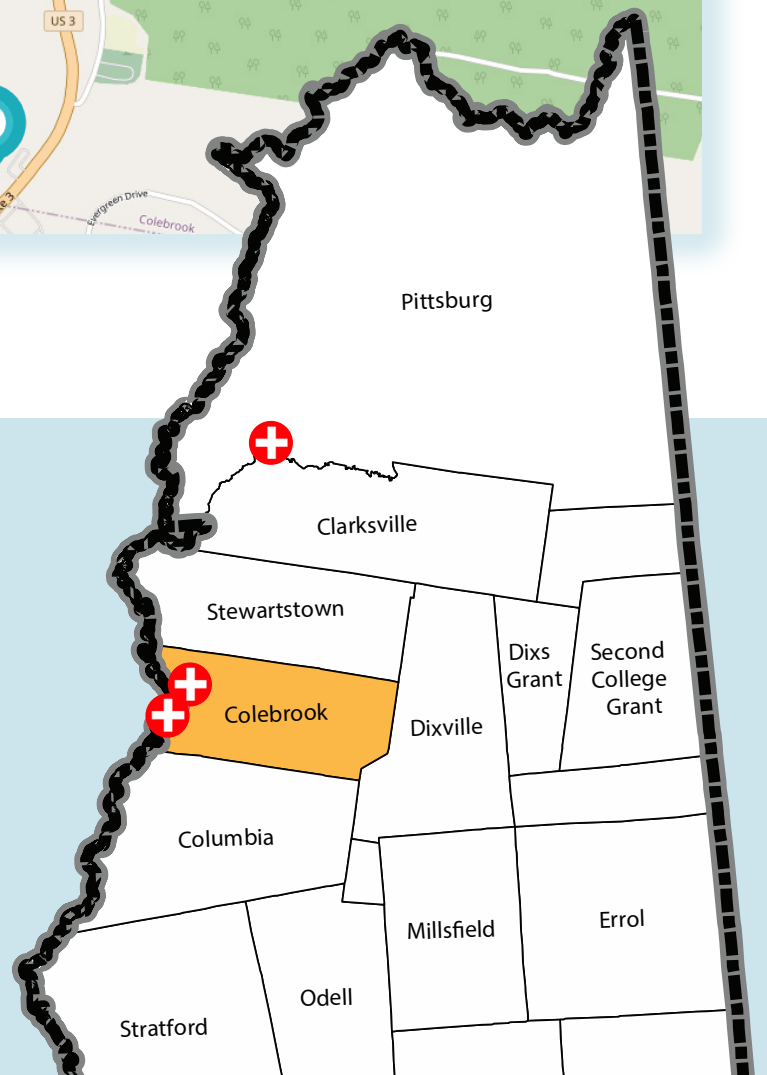 US 3
e 3
Evergreen Drive
Colebrook
Pittsburg
Clarksville
Stewartstown
Dixs
Grant
Second
College
Grant
Colebrook
Dixville
Columbia
Millsfield
Errol
Odell
Stratford